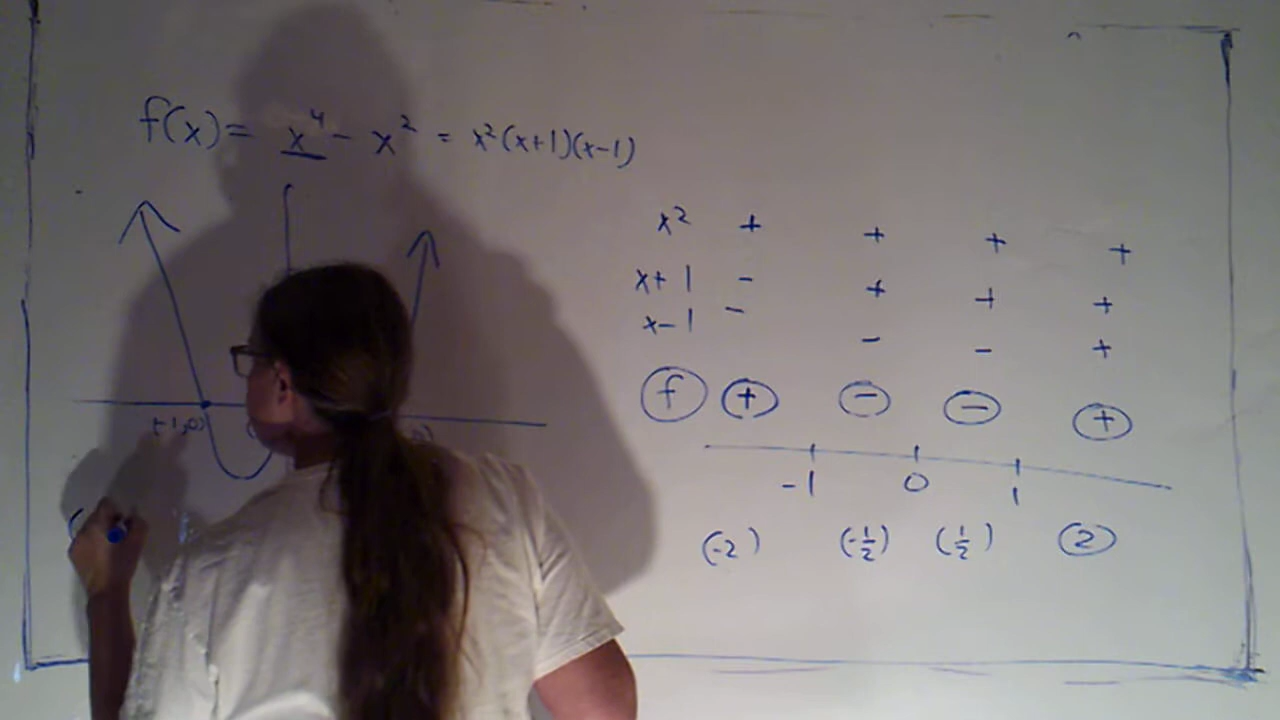 f(x) = x⁴ - x² = x²(x+1)(x-1)
x² + + + +
x+1 - + + +
x-1 - - - +
f + - - +
-1 0 1
(-2) (-½) (½) (2)
(-1,0)